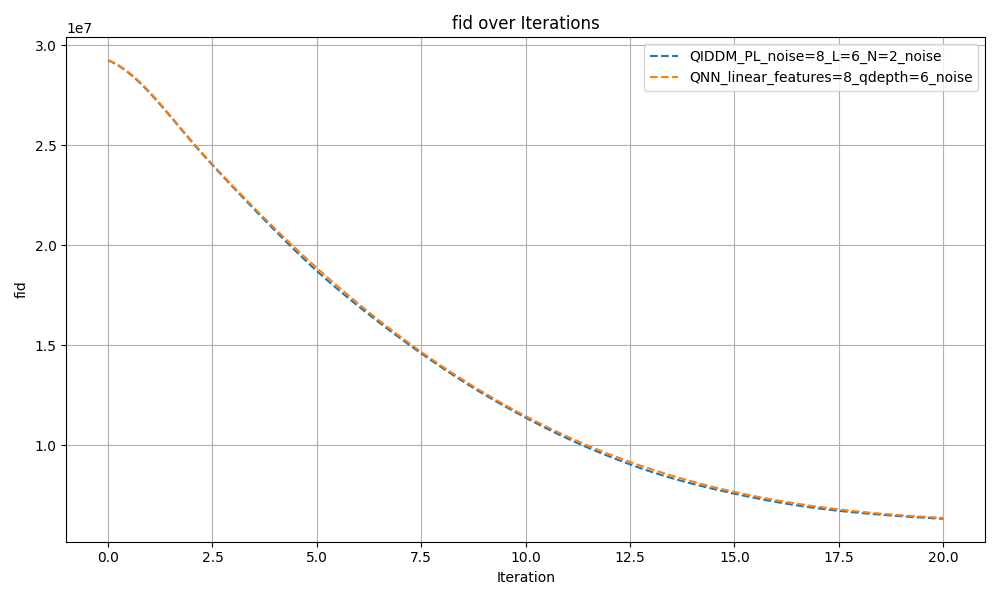 fid over Iterations
1e7
3.0
2.5
2.0
1.5
1.0
fid
QIDDM_PL_noise=8_L=6_N=2_noise
QNN_linear_features=8_qdepth=6_noise
0.0 2.5 5.0 7.5 10.0 12.5 15.0 17.5 20.0
Iteration